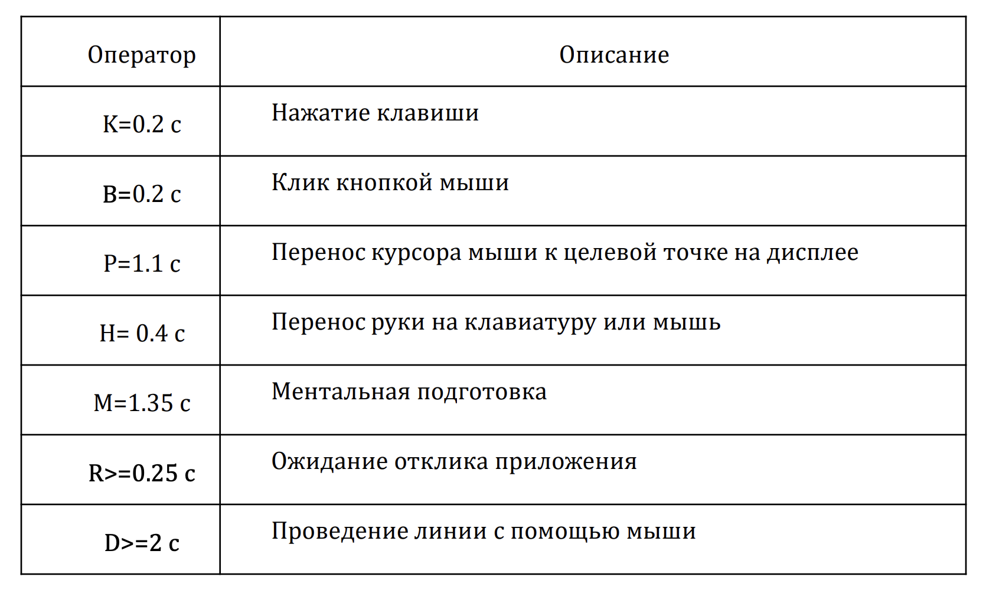 Оператор Описание
K=0.2 с Нажатие клавиши
B=0.2 с Клик кнопкой мыши
P=1.1 с Перенос курсора мыши к целевой точке на дисплее
H= 0.4 с Перенос руки на клавиатуру или мышь
M=1.35 с Ментальная подготовка
R>=0.25 с Ожидание отклика приложения
D>=2 с Проведение линии с помощью мыши